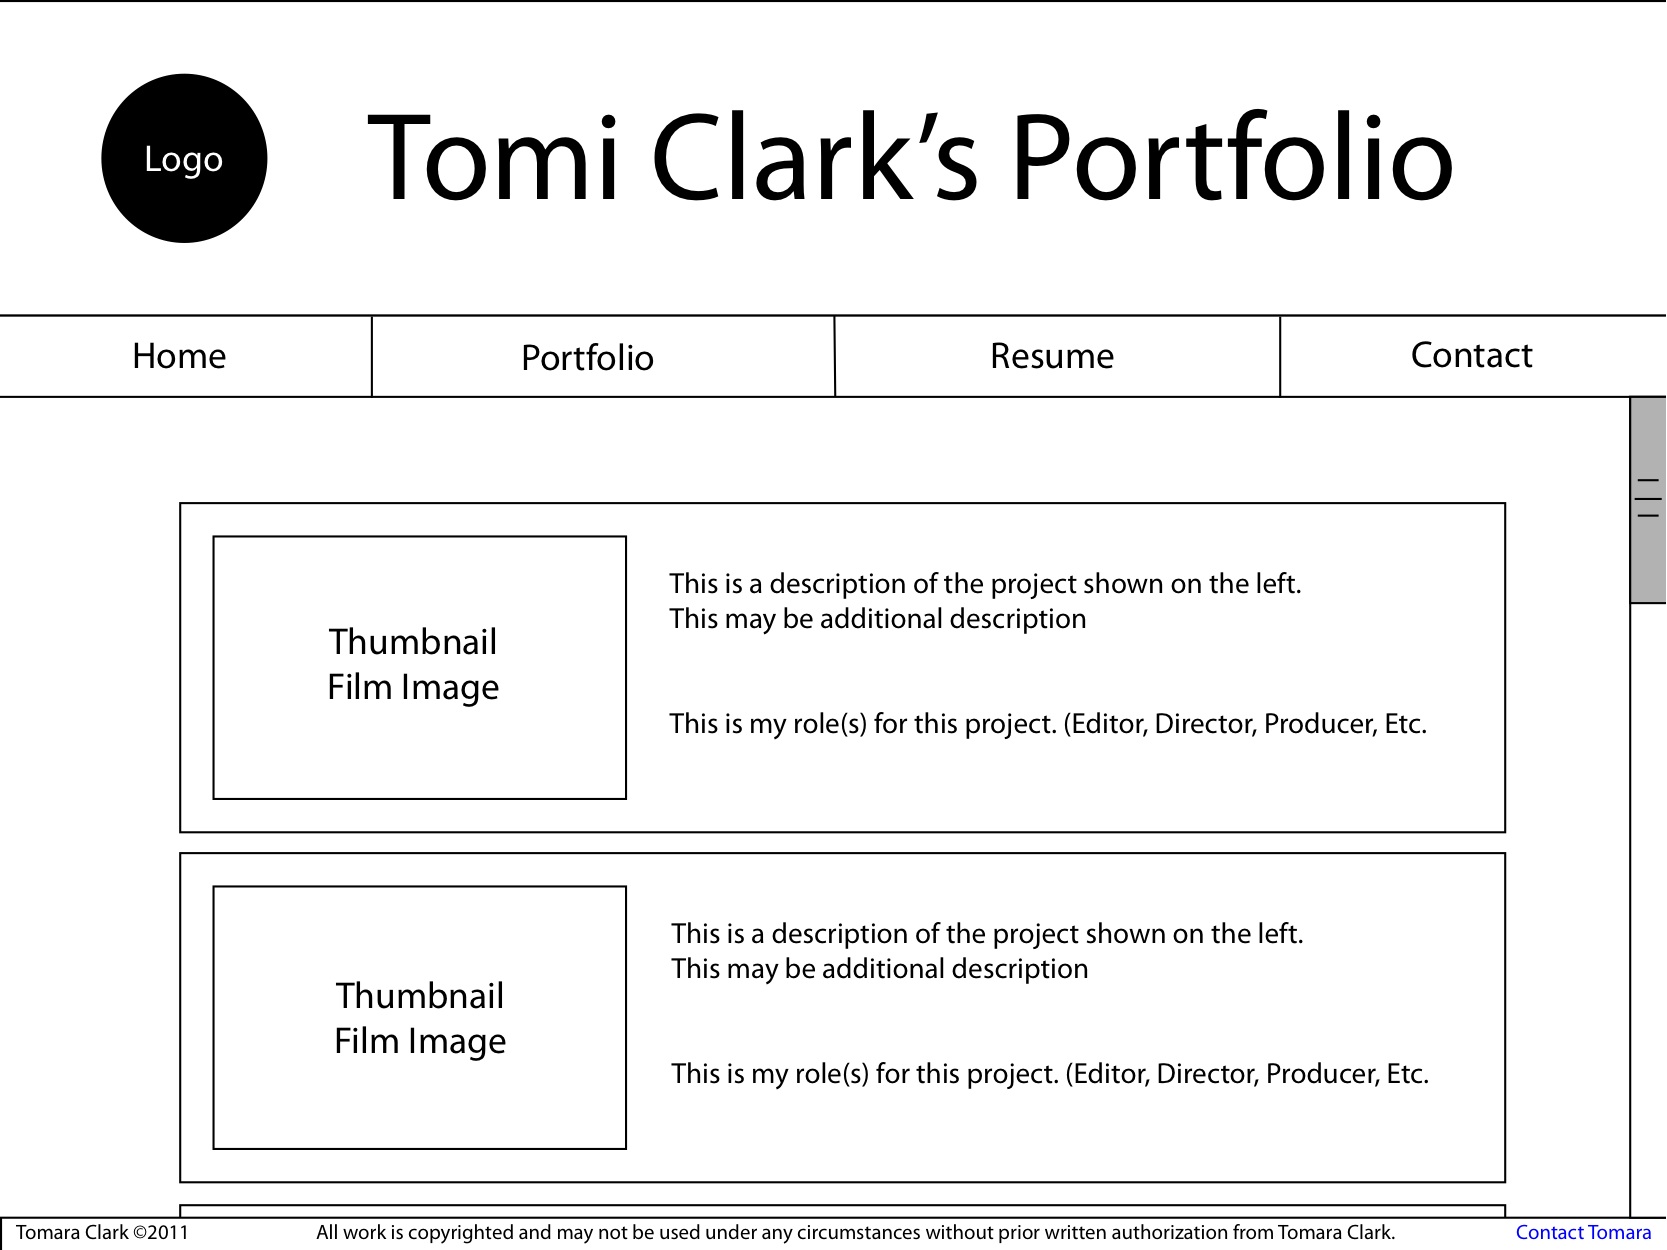 Logo
Tomi Clark’s Portfolio
Home
Portfolio
Resume
Contact
Thumbnail
Film Image
This is a description of the project shown on the left.
This may be additional description
This is my role(s) for this project. (Editor, Director, Producer, Etc.
Thumbnail
Film Image
This is a description of the project shown on the left.
This may be additional description
This is my role(s) for this project. (Editor, Director, Producer, Etc.
Tomara Clark ©2011
All work is copyrighted and may not be used under any circumstances without prior written authorization from Tomara Clark.
Contact Tomara